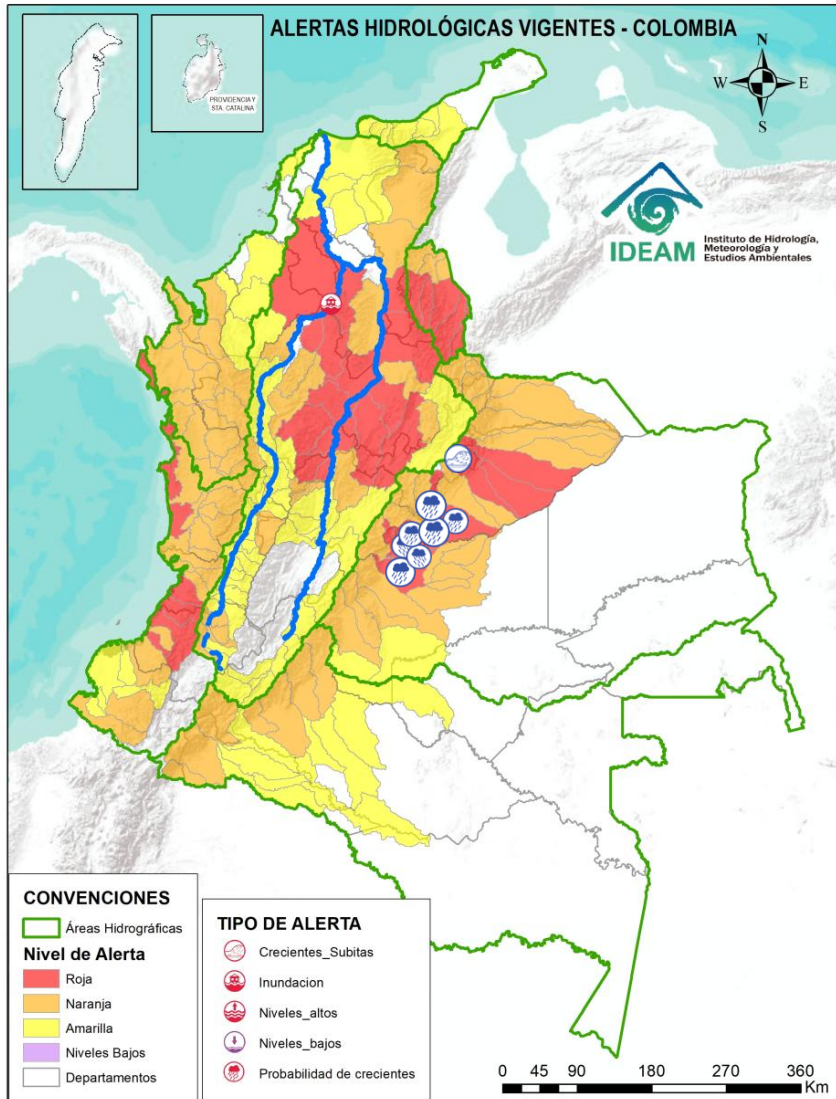 ALERTAS HIDROLÓGICAS VIGENTES - COLOMBIA
PROVIDENCIA Y
STA. CATALINA
N
W
E
S
IDEAM
Instituto de Hidrología,
Meteorología y
Estudios Ambientales
CONVENCIONES
Áreas Hidrográficas
Nivel de Alerta
Roja
Naranja
Amarilla
Niveles Bajos
Departamentos
TIPO DE ALERTA
Crecientes_Subitas
Inundacion
Niveles_altos
Niveles_bajos
Probabilidad de crecientes
0 45 90 180 270 360
Km